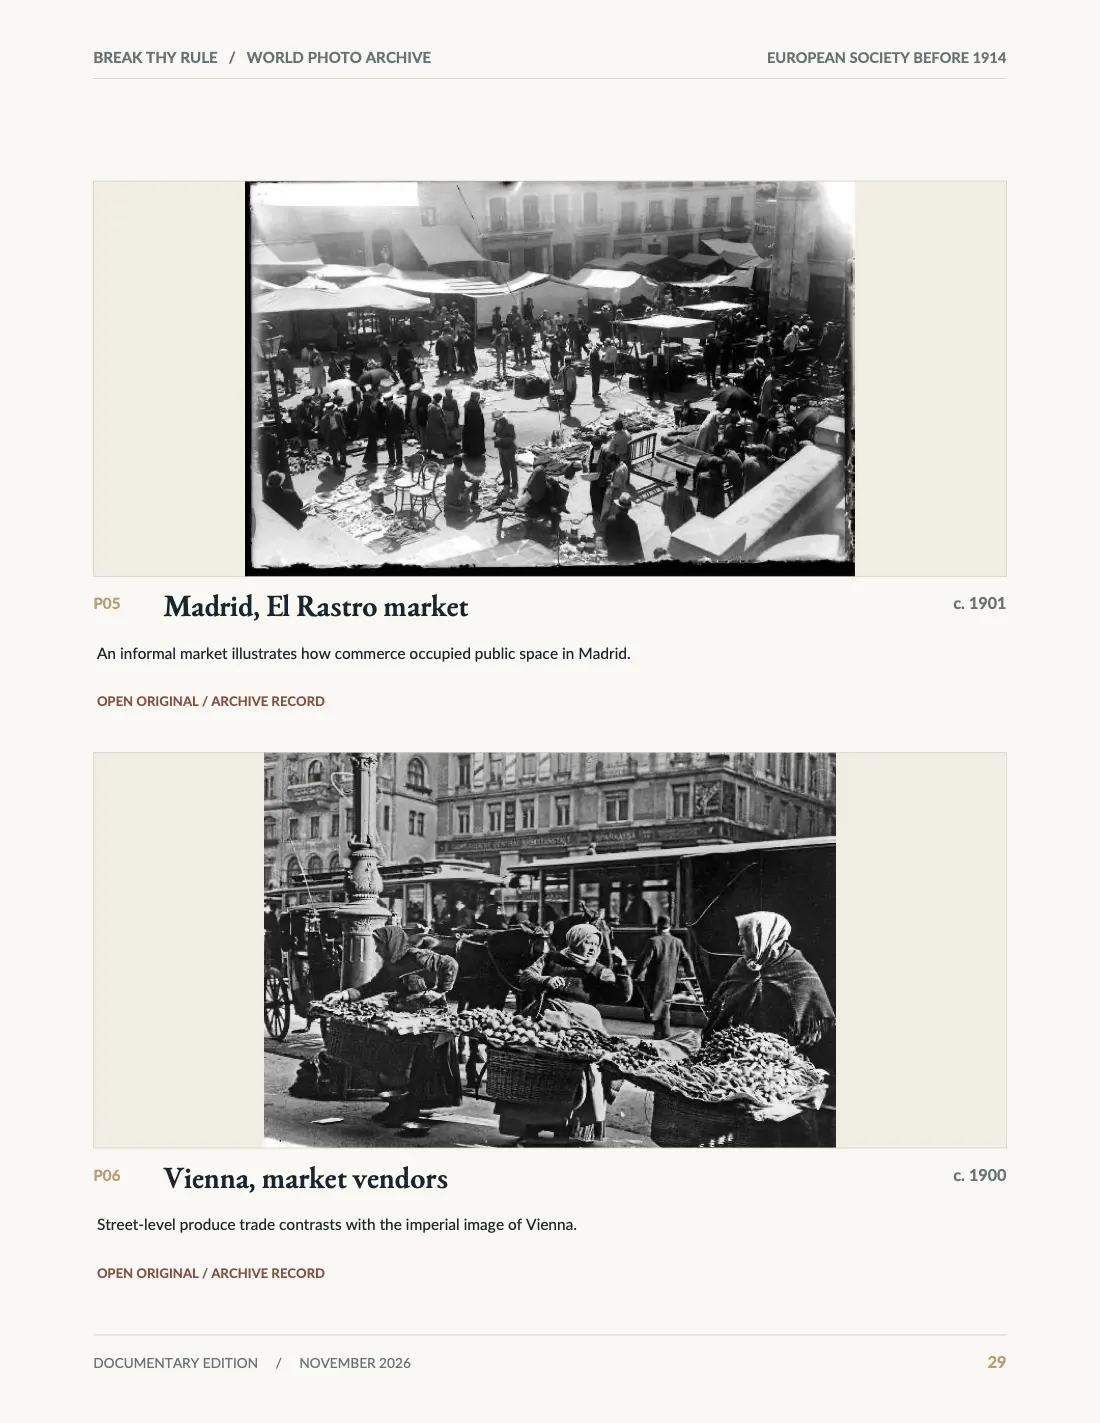 BREAK THY RULE / WORLD PHOTO ARCHIVE
EUROPEAN SOCIETY BEFORE 1914
P05
Madrid, El Rastro market
c. 1901
An informal market illustrates how commerce occupied public space in Madrid.
OPEN ORIGINAL / ARCHIVE RECORD
P06
Vienna, market vendors
c. 1900
Street-level produce trade contrasts with the imperial image of Vienna.
OPEN ORIGINAL / ARCHIVE RECORD
DOCUMENTARY EDITION / NOVEMBER 2026
29